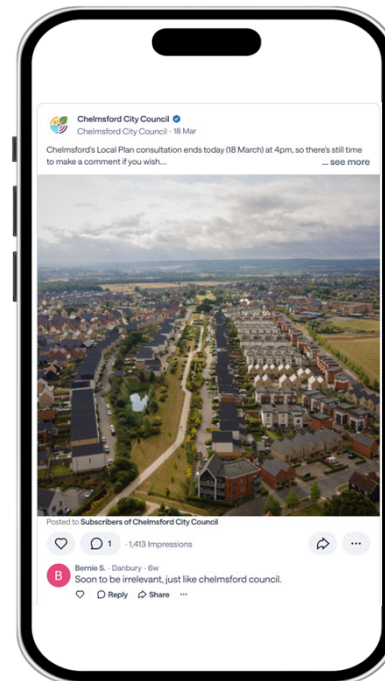 Chelmsford City Council
Chelmsford City Council · 18 Mar
Chelmsford's Local Plan consultation ends today (18 March) at 4pm, so there's still time
to make a comment if you wish.... ... see more
Posted to Subscribers of Chelmsford City Council
1 · 1,413 Impressions
B
Bernie S. · Danbury · 6w
Soon to be irrelevant, just like chelmsford council.
Reply Share ···